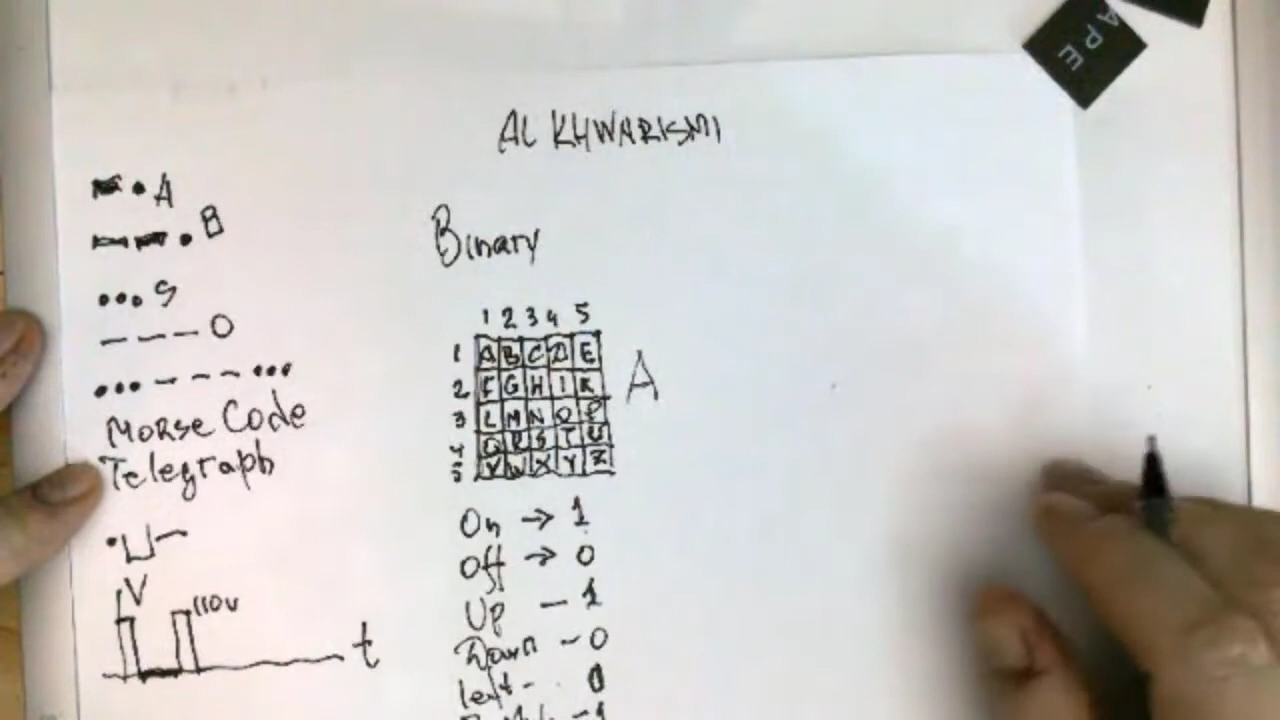 APE
AL KHWARISMI
▬ • A
▬ ▬ • B
••• S
– – – O
••• – – – •••
MORSE CODE
Telegraph
V
110v
t
Binary
1 2 3 4 5
1 A B C D E
2 F G H I K
3 L M N O P
4 Q R S T U
5 V W X Y Z
A
On → 1
Off → 0
Up – 1
Down – 0
left - 0